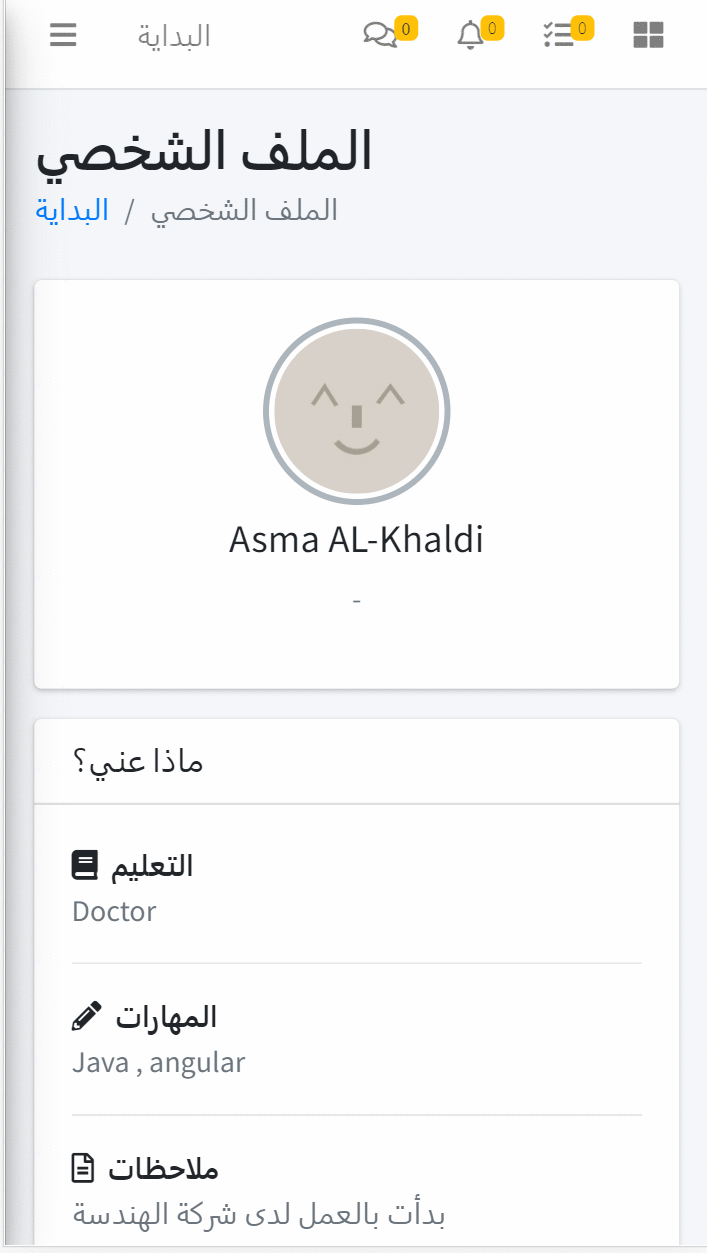 البداية
0
0
0
الملف الشخصي
البداية / الملف الشخصي
Asma AL-Khaldi
-
ماذا عني؟
التعليم
Doctor
المهارات
Java , angular
ملاحظات
بدأت بالعمل لدى شركة الهندسة